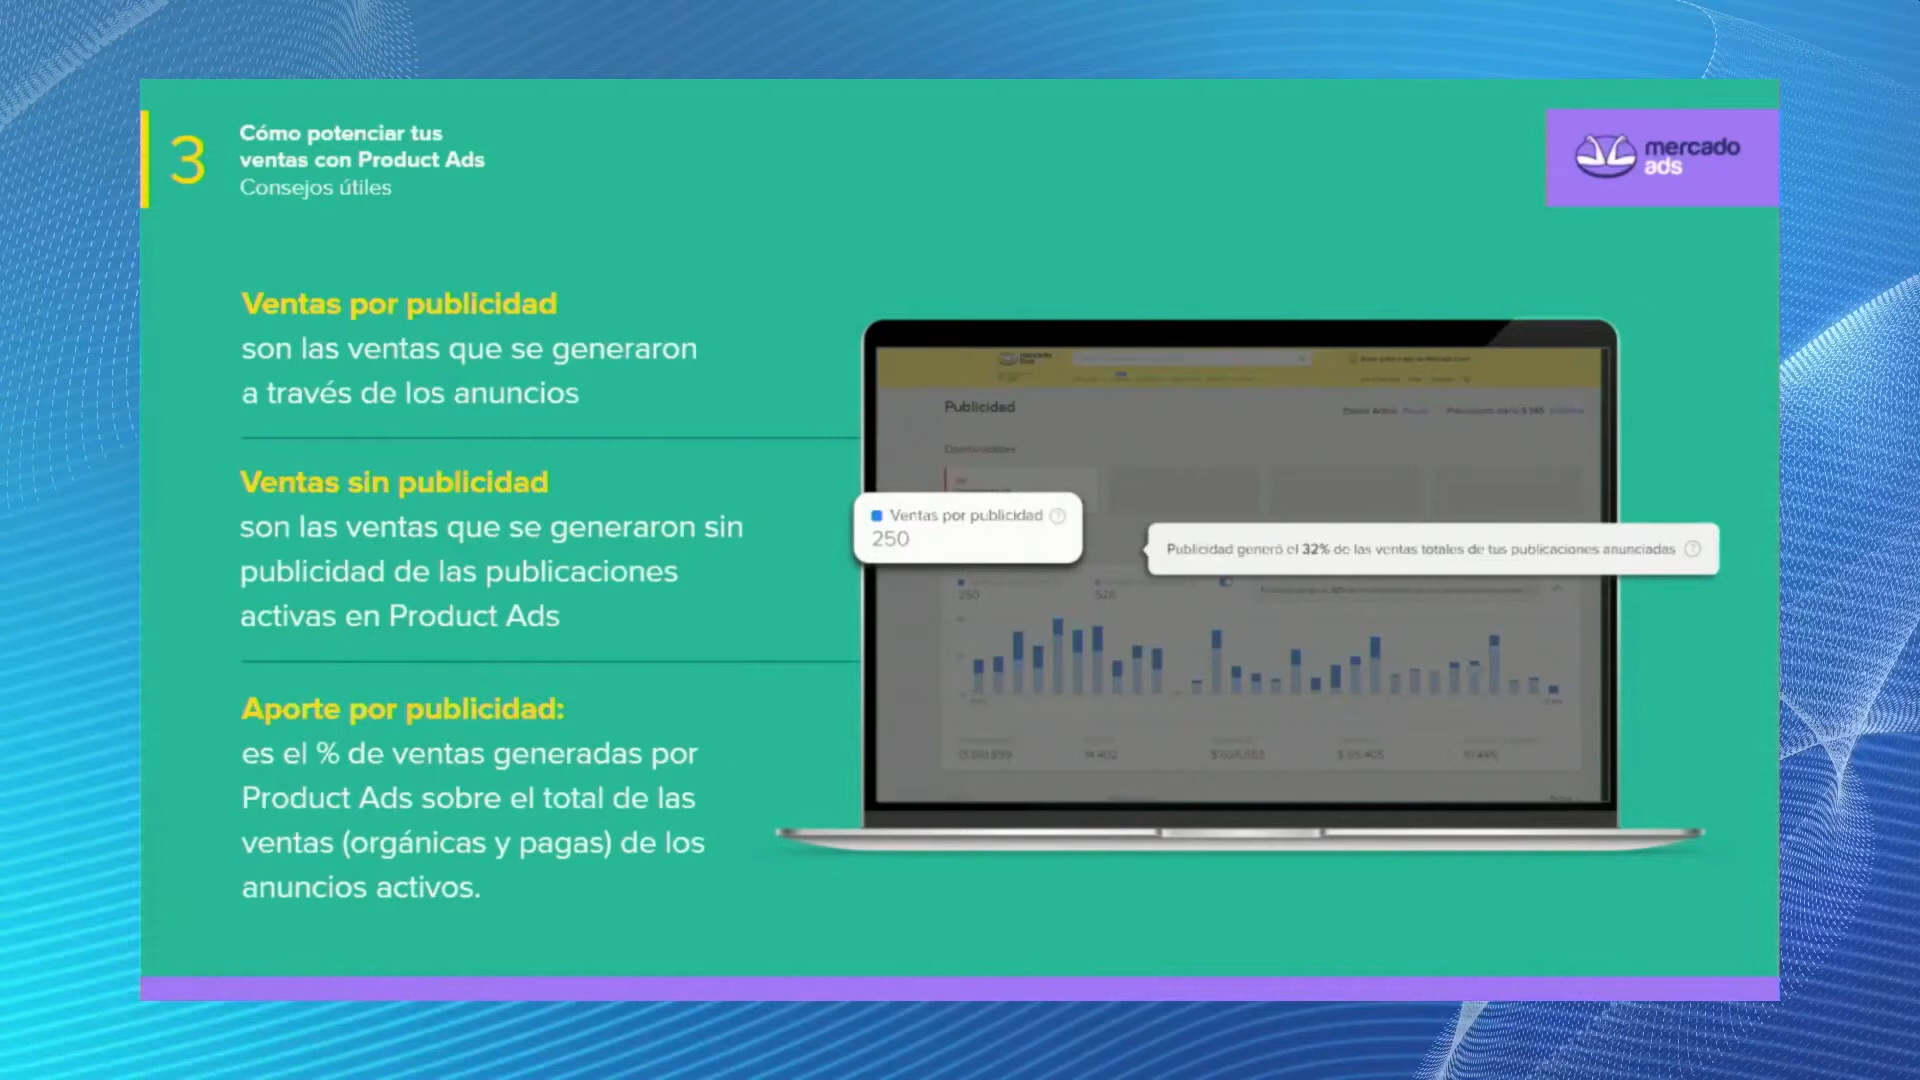 3
Cómo potenciar tus
ventas con Product Ads
Consejos útiles
mercado
ads
Ventas por publicidad
son las ventas que se generaron
a través de los anuncios
Ventas sin publicidad
son las ventas que se generaron sin
publicidad de las publicaciones
activas en Product Ads
Aporte por publicidad:
es el % de ventas generadas por
Product Ads sobre el total de las
ventas (orgánicas y pagas) de los
anuncios activos.
Publicidad
Oportunidades
Ventas por publicidad
250
Publicidad generó el 32% de las ventas totales de tus publicaciones anunciadas
250
526